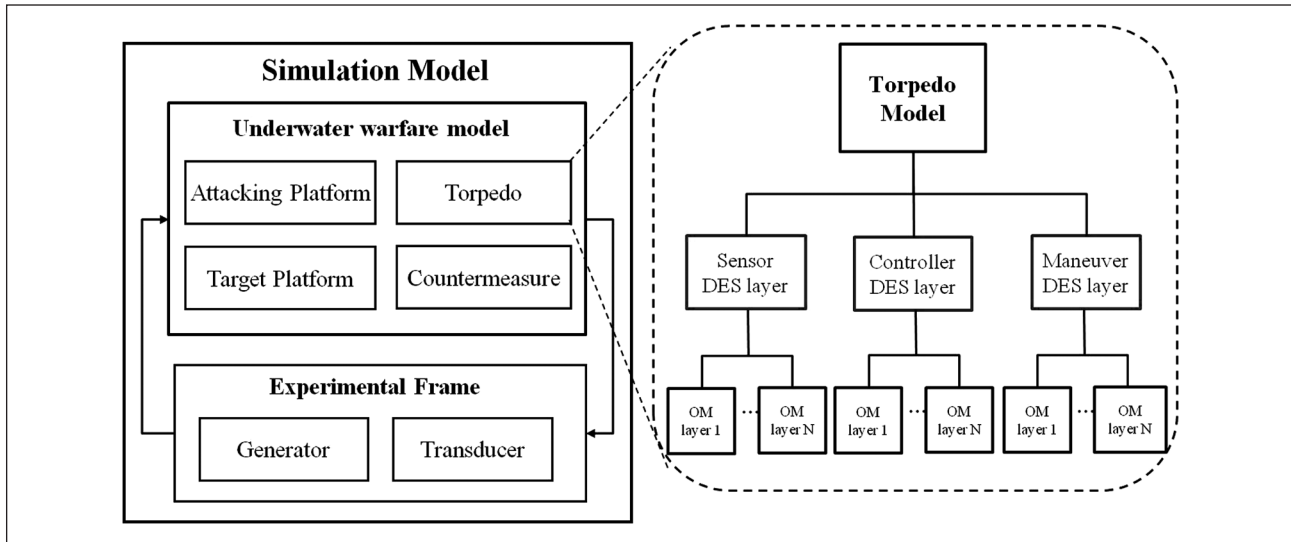 Simulation Model
Underwater warfare model
Attacking Platform
Torpedo
Target Platform
Countermeasure
Experimental Frame
Generator
Transducer
Torpedo
Model
Sensor
DES layer
Controller
DES layer
Maneuver
DES layer
OM
layer 1
...
OM
layer N
OM
layer 1
...
OM
layer N
OM
layer 1
...
OM
layer N